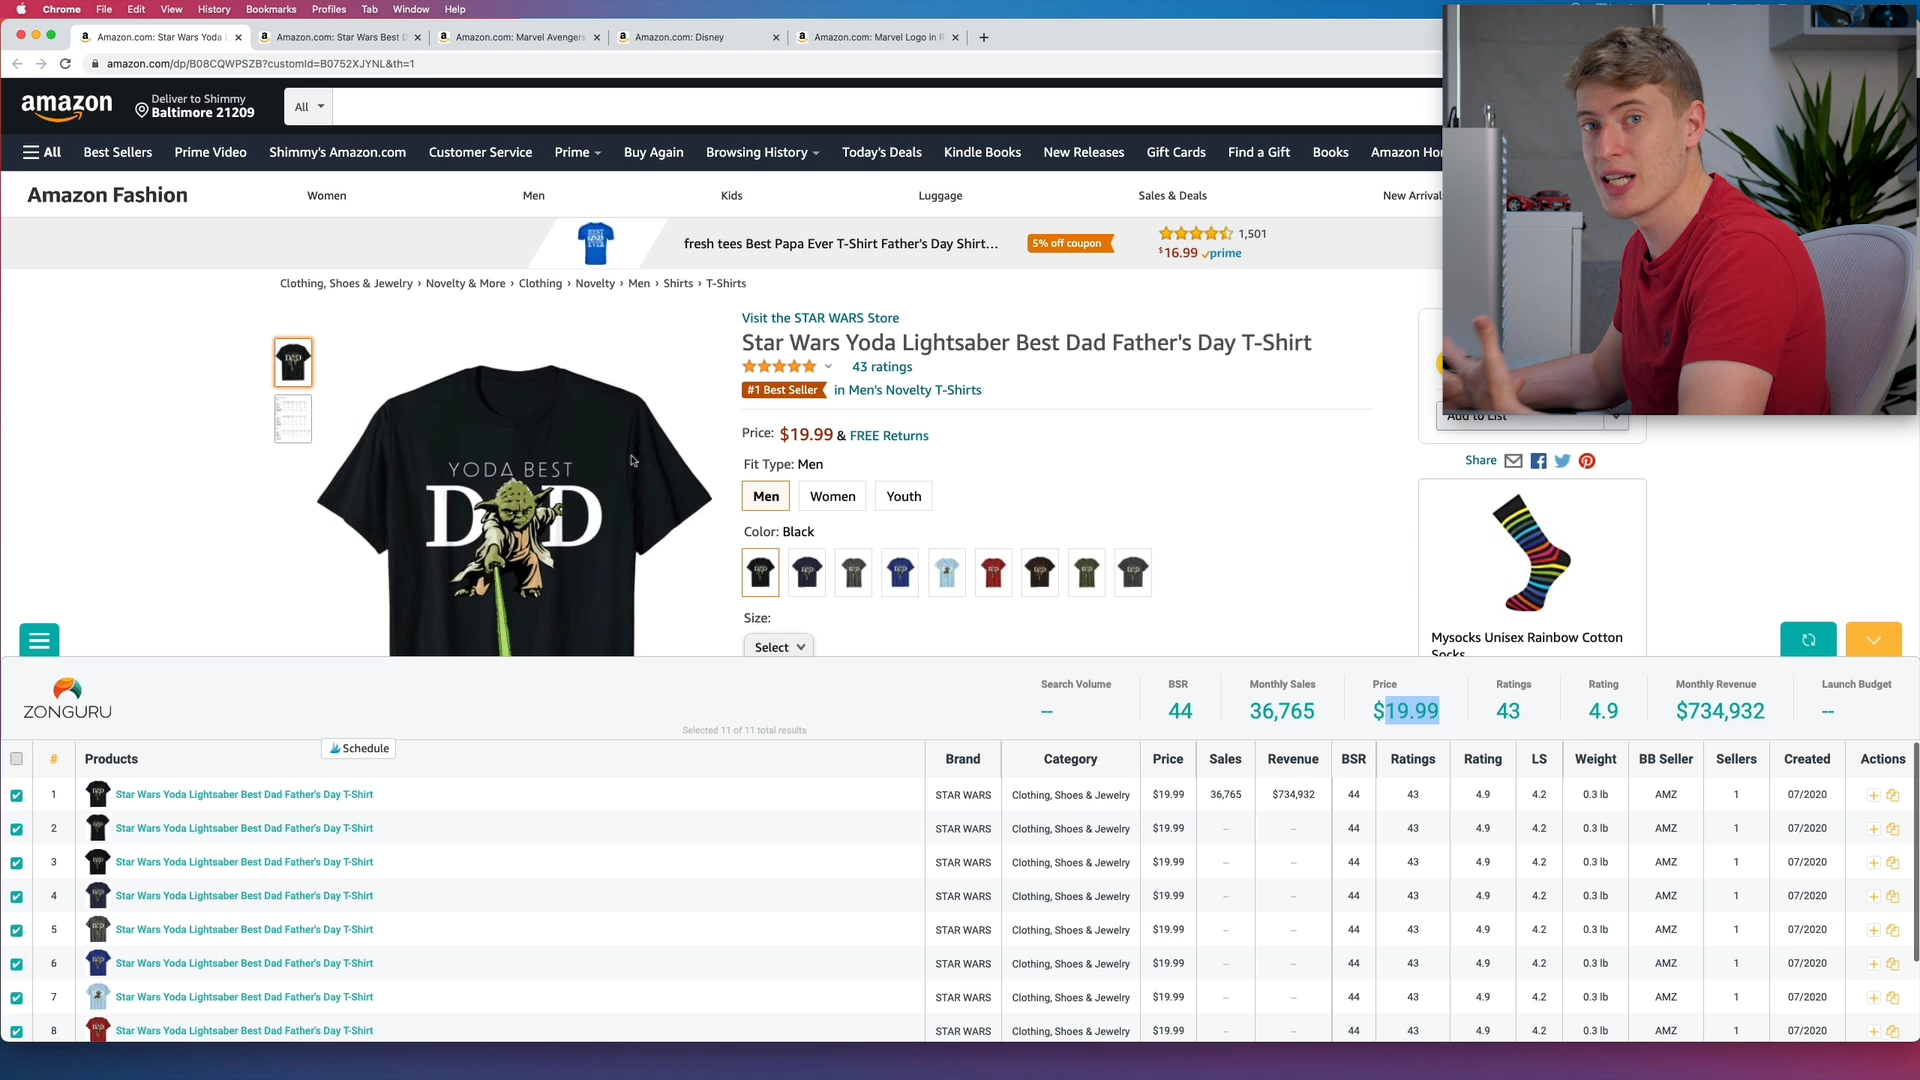 Chrome File Edit View History Bookmarks Profiles Tab Window Help
Amazon.com: Star Wars Yoda
Amazon.com: Star Wars Best D
Amazon.com: Marvel Avengers
Amazon.com: Disney
Amazon.com: Marvel Logo in R
amazon.com/dp/B08CQWPSZB?customId=B0752XJYNL&th=1
amazon
Deliver to Shimmy
Baltimore 21209
All
All Best Sellers Prime Video Shimmy's Amazon.com Customer Service Prime Buy Again Browsing History Today's Deals Kindle Books New Releases Gift Cards Find a Gift Books Amazon Hom
Amazon Fashion Women Men Kids Luggage Sales & Deals New Arrival
BEST
EVER
fresh tees Best Papa Ever T-Shirt Father's Day Shirt...
5% off coupon
1,501
$16.99 prime
Clothing, Shoes & Jewelry › Novelty & More › Clothing › Novelty › Men › Shirts › T-Shirts
Visit the STAR WARS Store
Star Wars Yoda Lightsaber Best Dad Father's Day T-Shirt
43 ratings
#1 Best Seller in Men's Novelty T-Shirts
Price: $19.99 & FREE Returns
Fit Type: Men
Men Women Youth
Color: Black
Size:
Select
YODA BEST
DAD
Add to List
Share
Mysocks Unisex Rainbow Cotton
Socks
ZONGURU
Selected 11 of 11 total results
Search Volume BSR Monthly Sales Price Ratings Rating Monthly Revenue Launch Budget
-- 44 36,765 $19.99 43 4.9 $734,932 --
Schedule
# Products Brand Category Price Sales Revenue BSR Ratings Rating LS Weight BB Seller Sellers Created Actions
1 Star Wars Yoda Lightsaber Best Dad Father's Day T-Shirt STAR WARS Clothing, Shoes & Jewelry $19.99 36,765 $734,932 44 43 4.9 4.2 0.3 lb AMZ 1 07/2020
2 Star Wars Yoda Lightsaber Best Dad Father's Day T-Shirt STAR WARS Clothing, Shoes & Jewelry $19.99 -- -- 44 43 4.9 4.2 0.3 lb AMZ 1 07/2020
3 Star Wars Yoda Lightsaber Best Dad Father's Day T-Shirt STAR WARS Clothing, Shoes & Jewelry $19.99 -- -- 44 43 4.9 4.2 0.3 lb AMZ 1 07/2020
4 Star Wars Yoda Lightsaber Best Dad Father's Day T-Shirt STAR WARS Clothing, Shoes & Jewelry $19.99 -- -- 44 43 4.9 4.2 0.3 lb AMZ 1 07/2020
5 Star Wars Yoda Lightsaber Best Dad Father's Day T-Shirt STAR WARS Clothing, Shoes & Jewelry $19.99 -- -- 44 43 4.9 4.2 0.3 lb AMZ 1 07/2020
6 Star Wars Yoda Lightsaber Best Dad Father's Day T-Shirt STAR WARS Clothing, Shoes & Jewelry $19.99 -- -- 44 43 4.9 4.2 0.3 lb AMZ 1 07/2020
7 Star Wars Yoda Lightsaber Best Dad Father's Day T-Shirt STAR WARS Clothing, Shoes & Jewelry $19.99 -- -- 44 43 4.9 4.2 0.3 lb AMZ 1 07/2020
8 Star Wars Yoda Lightsaber Best Dad Father's Day T-Shirt STAR WARS Clothing, Shoes & Jewelry $19.99 -- -- 44 43 4.9 4.2 0.3 lb AMZ 1 07/2020